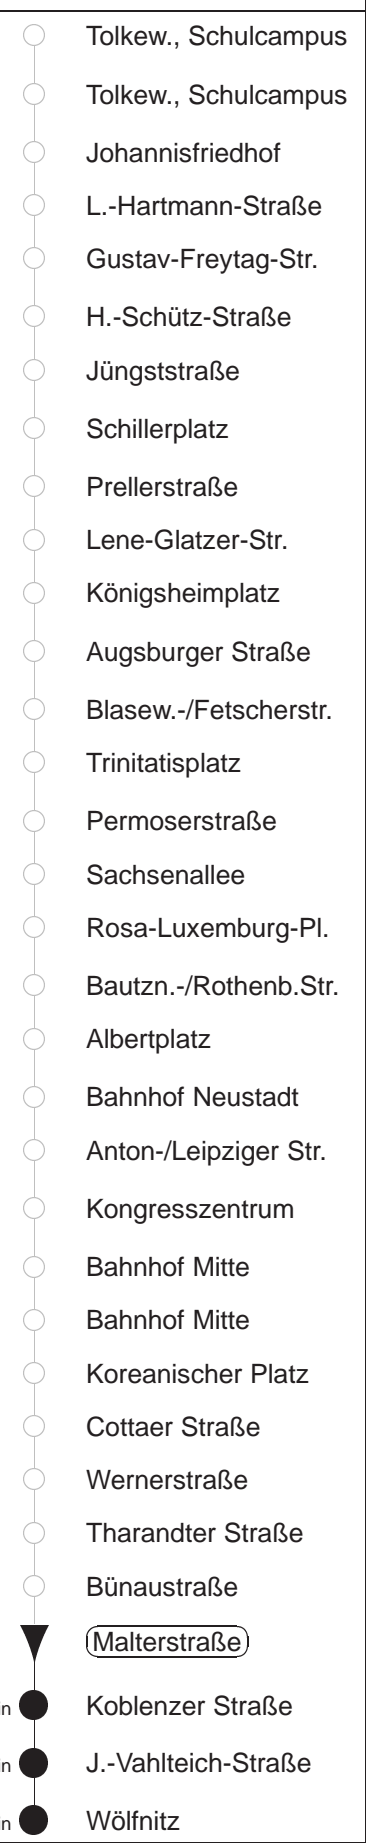 Tolkew., Schulcampus
Tolkew., Schulcampus
Johannisfriedhof
L.-Hartmann-Straße
Gustav-Freytag-Str.
H.-Schütz-Straße
Jüngststraße
Schillerplatz
Prellerstraße
Lene-Glatzer-Str.
Königsheimplatz
Augsburger Straße
Blasew.-/Fetscherstr.
Trinitatisplatz
Permoserstraße
Sachsenallee
Rosa-Luxemburg-Pl.
Bautzn.-/Rothenb.Str.
Albertplatz
Bahnhof Neustadt
Anton-/Leipziger Str.
Kongresszentrum
Bahnhof Mitte
Bahnhof Mitte
Koreanischer Platz
Cottaer Straße
Wernerstraße
Tharandter Straße
Bünaustraße
Malterstraße
Koblenzer Straße
J.-Vahlteich-Straße
Wölfnitz